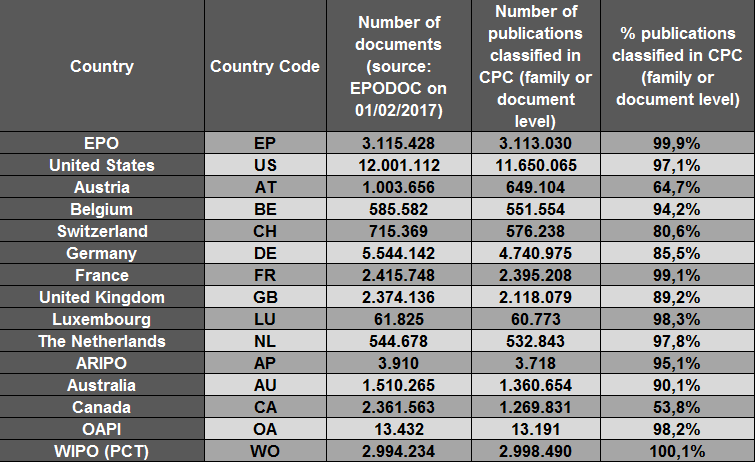 Country Country Code Number of documents (source: EPODOC on 01/02/2017) Number of publications classified in CPC (family or document level) % publications classified in CPC (family or document level)
EPO EP 3.115.428 3.113.030 99,9%
United States US 12.001.112 11.650.065 97,1%
Austria AT 1.003.656 649.104 64,7%
Belgium BE 585.582 551.554 94,2%
Switzerland CH 715.369 576.238 80,6%
Germany DE 5.544.142 4.740.975 85,5%
France FR 2.415.748 2.395.208 99,1%
United Kingdom GB 2.374.136 2.118.079 89,2%
Luxembourg LU 61.825 60.773 98,3%
The Netherlands NL 544.678 532.843 97,8%
ARIPO AP 3.910 3.718 95,1%
Australia AU 1.510.265 1.360.654 90,1%
Canada CA 2.361.563 1.269.831 53,8%
OAPI OA 13.432 13.191 98,2%
WIPO (PCT) WO 2.994.234 2.998.490 100,1%